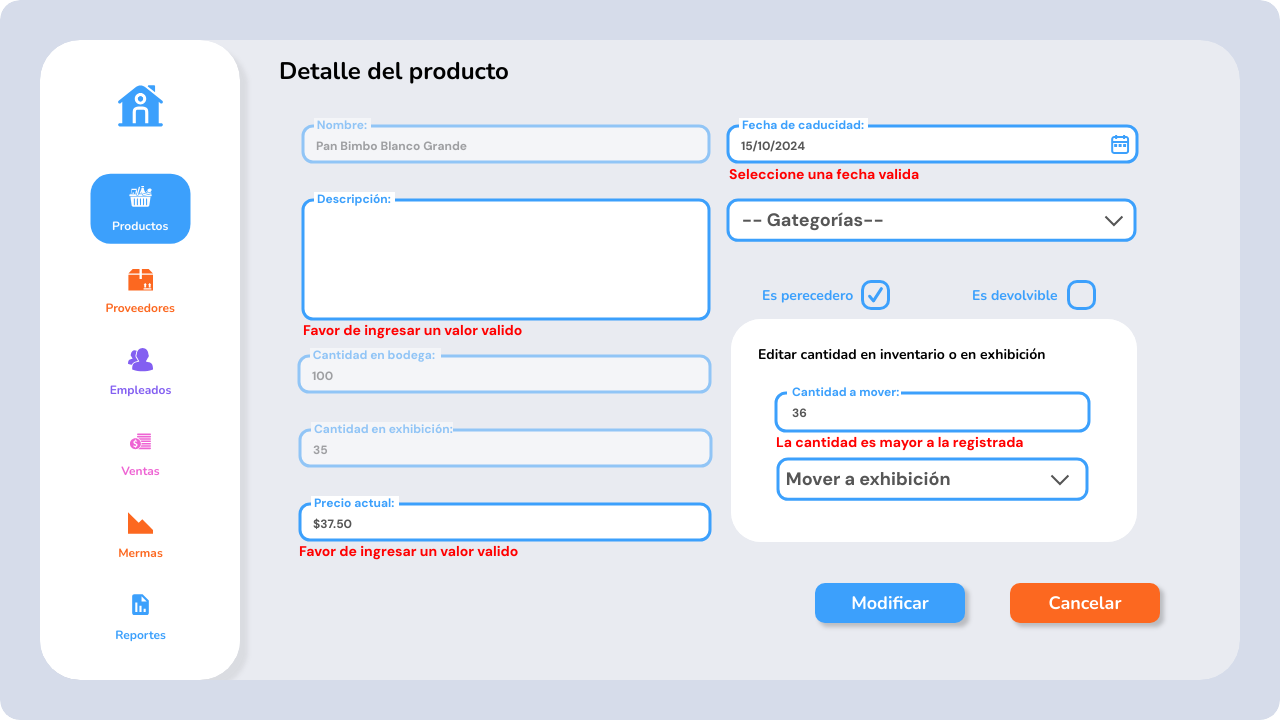 Detalle del producto
Productos
Proveedores
Empleados
Ventas
Mermas
Reportes
Nombre:
Pan Bimbo Blanco Grande
Descripción:
Favor de ingresar un valor valido
Cantidad en bodega:
100
Cantidad en exhibición:
35
Precio actual:
$37.50
Favor de ingresar un valor valido
Fecha de caducidad:
15/10/2024
Seleccione una fecha valida
-- Gategorías--
Es perecedero
Es devolvible
Editar cantidad en inventario o en exhibición
Cantidad a mover:
36
La cantidad es mayor a la registrada
Mover a exhibición
Modificar
Cancelar